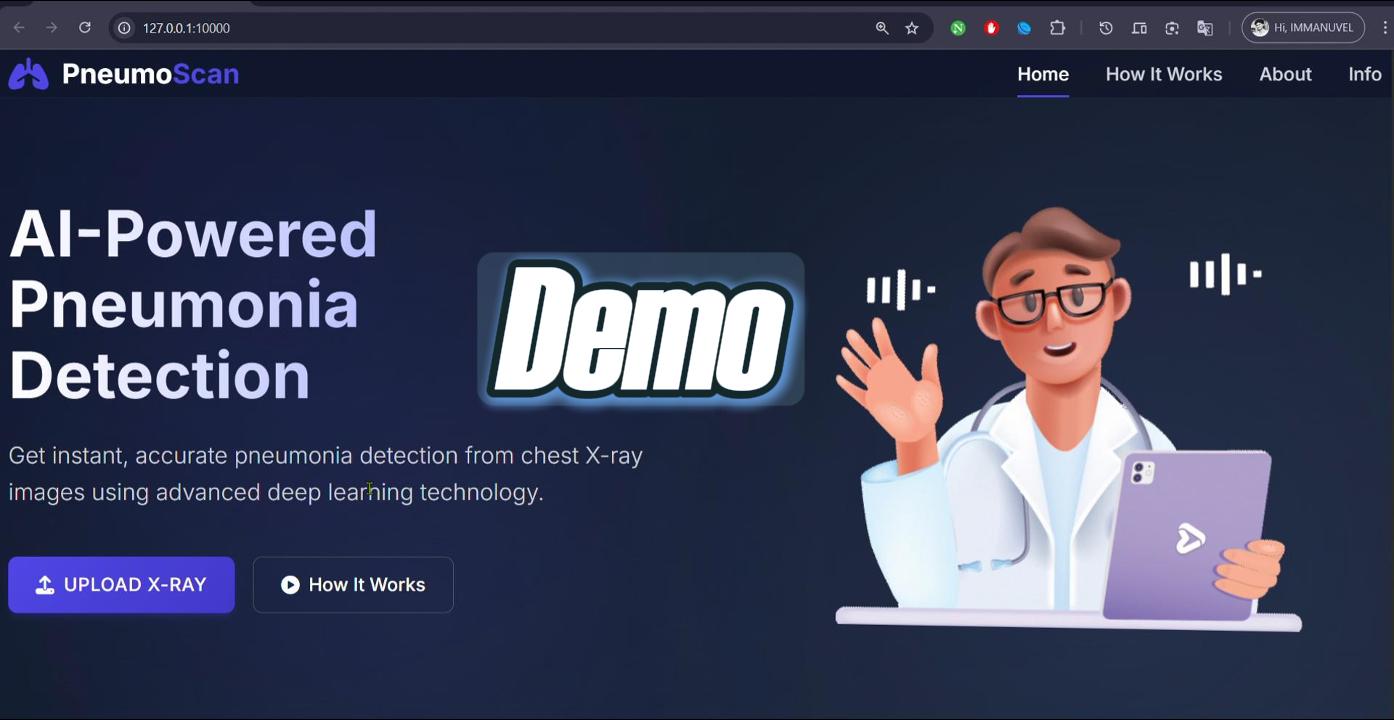 127.0.0.1:10000
Hi, IMMANUVEL
PneumoScan
Home
How It Works
About
Info
AI-Powered
Pneumonia
Detection
Demo
Get instant, accurate pneumonia detection from chest X-ray
images using advanced deep learning technology.
UPLOAD X-RAY
How It Works